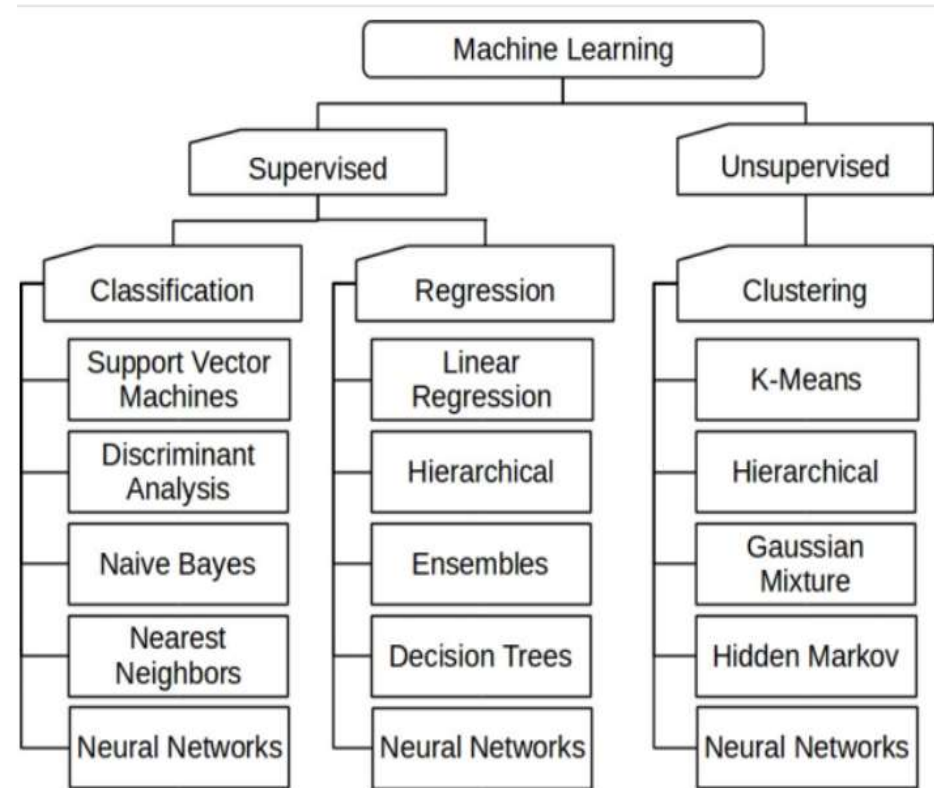 Machine Learning
Supervised
Unsupervised
Classification
Regression
Clustering
Support Vector
Machines
Linear
Regression
K-Means
Discriminant
Analysis
Hierarchical
Hierarchical
Naive Bayes
Ensembles
Gaussian
Mixture
Nearest
Neighbors
Decision Trees
Hidden Markov
Neural Networks
Neural Networks
Neural Networks